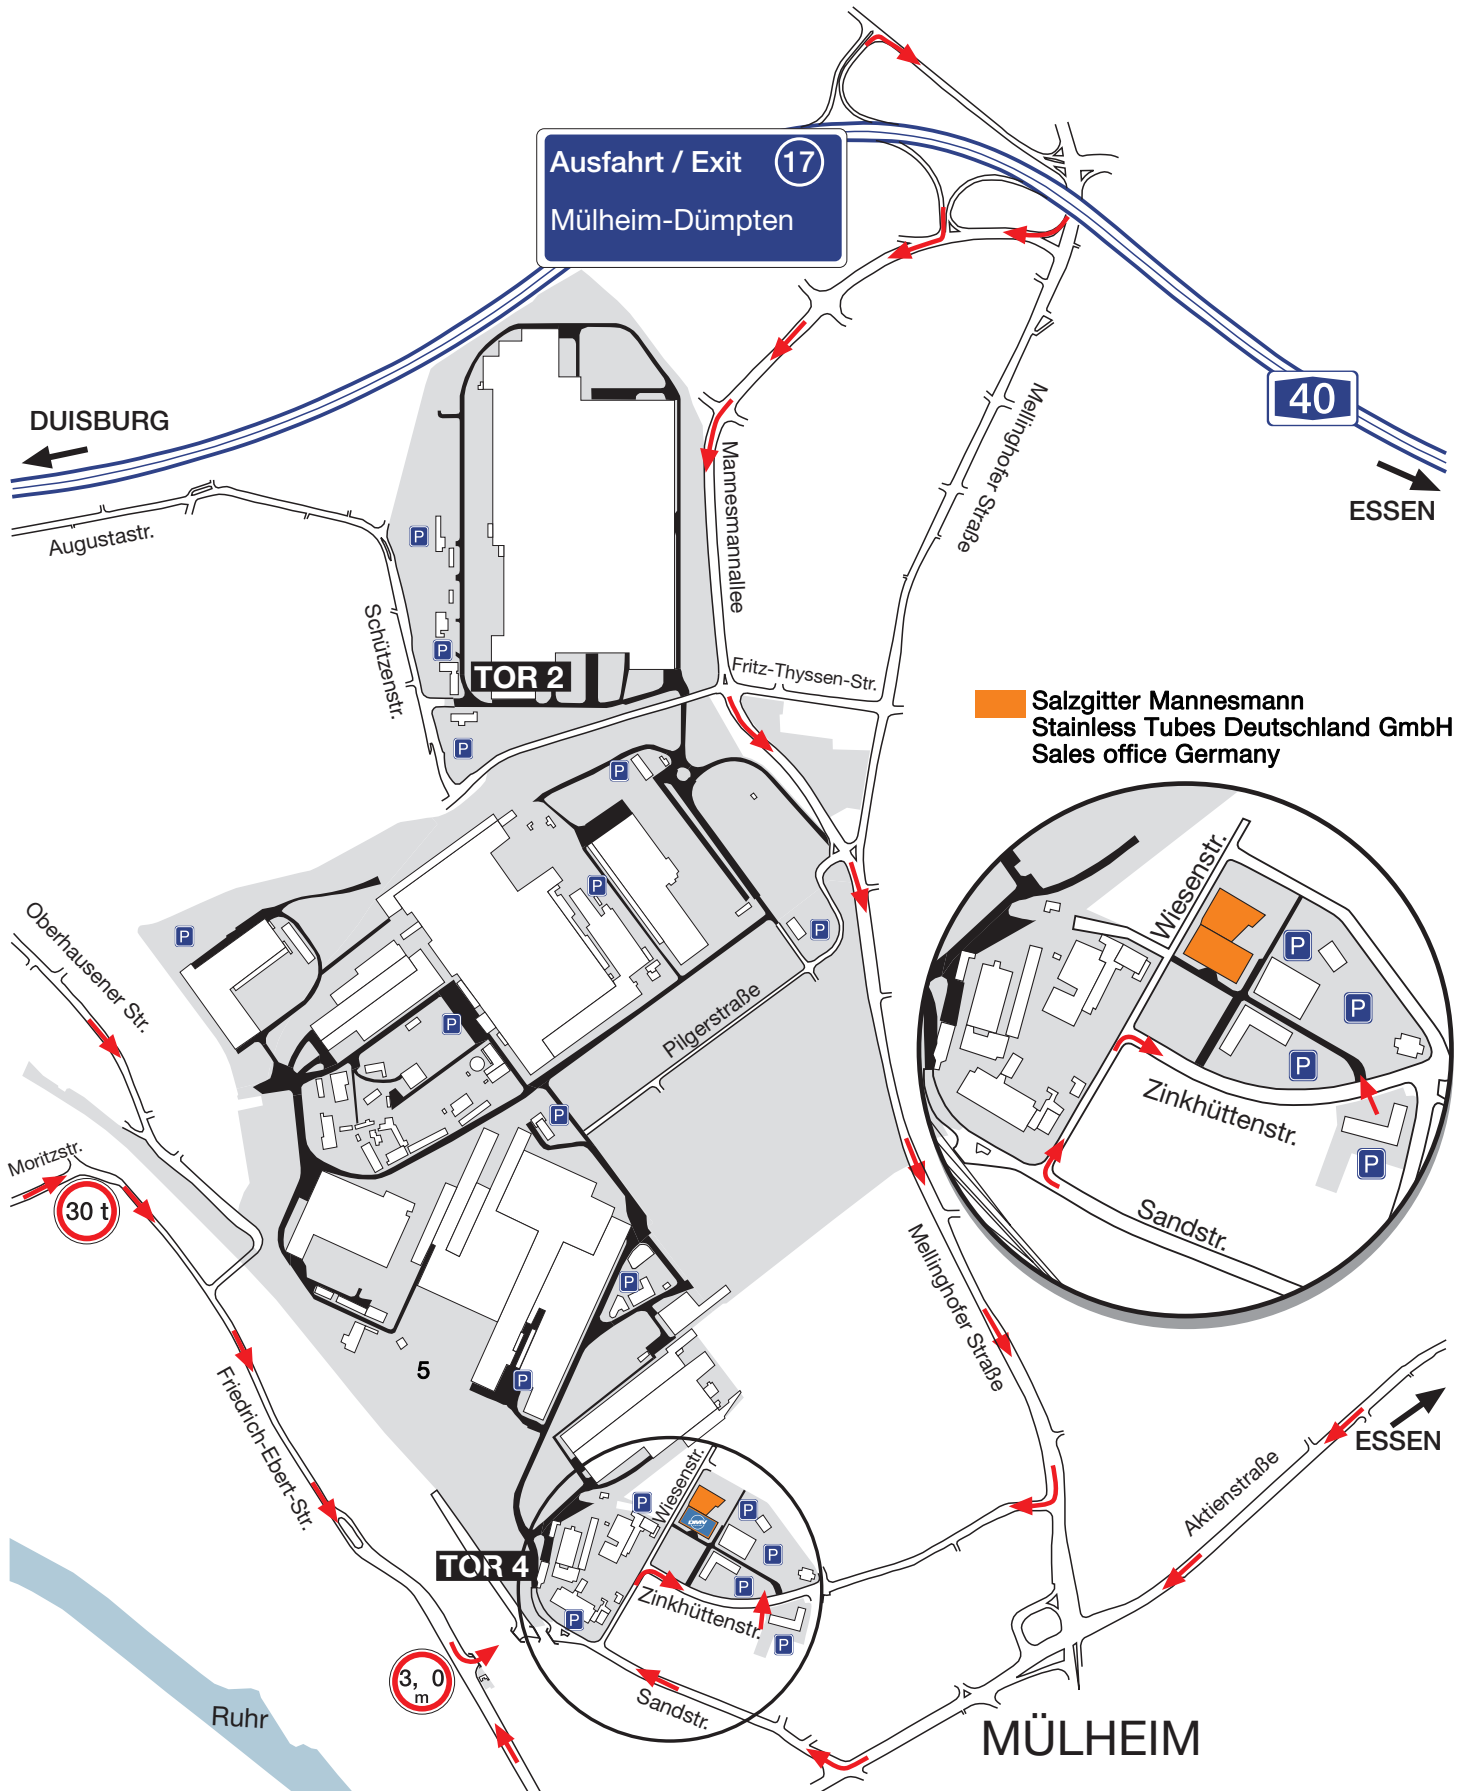 Ausfahrt / Exit 17
Mülheim-Dümpten
40
DUISBURG
ESSEN
Augustastr.
Mannesmannallee
Mellinghofer Straße
Schützenstr.
P
P
TOR 2
Fritz-Thyssen-Str.
P
P
Salzgitter Mannesmann
Stainless Tubes Deutschland GmbH
Sales office Germany
P
P
P
Oberhausener Str.
P
Pilgerstraße
P
Moritzstr.
30 t
Wiesenstr.
P
P
P
Zinkhüttenstr.
P
Sandstr.
P
Mellinghofer Straße
5
P
Friedrich-Ebert-Str.
ESSEN
Aktienstraße
Wiesenstr.
P
P
DMV
P
TOR 4
P
Zinkhüttenstr.
P
P
3, 0
m
Sandstr.
Ruhr
MÜLHEIM